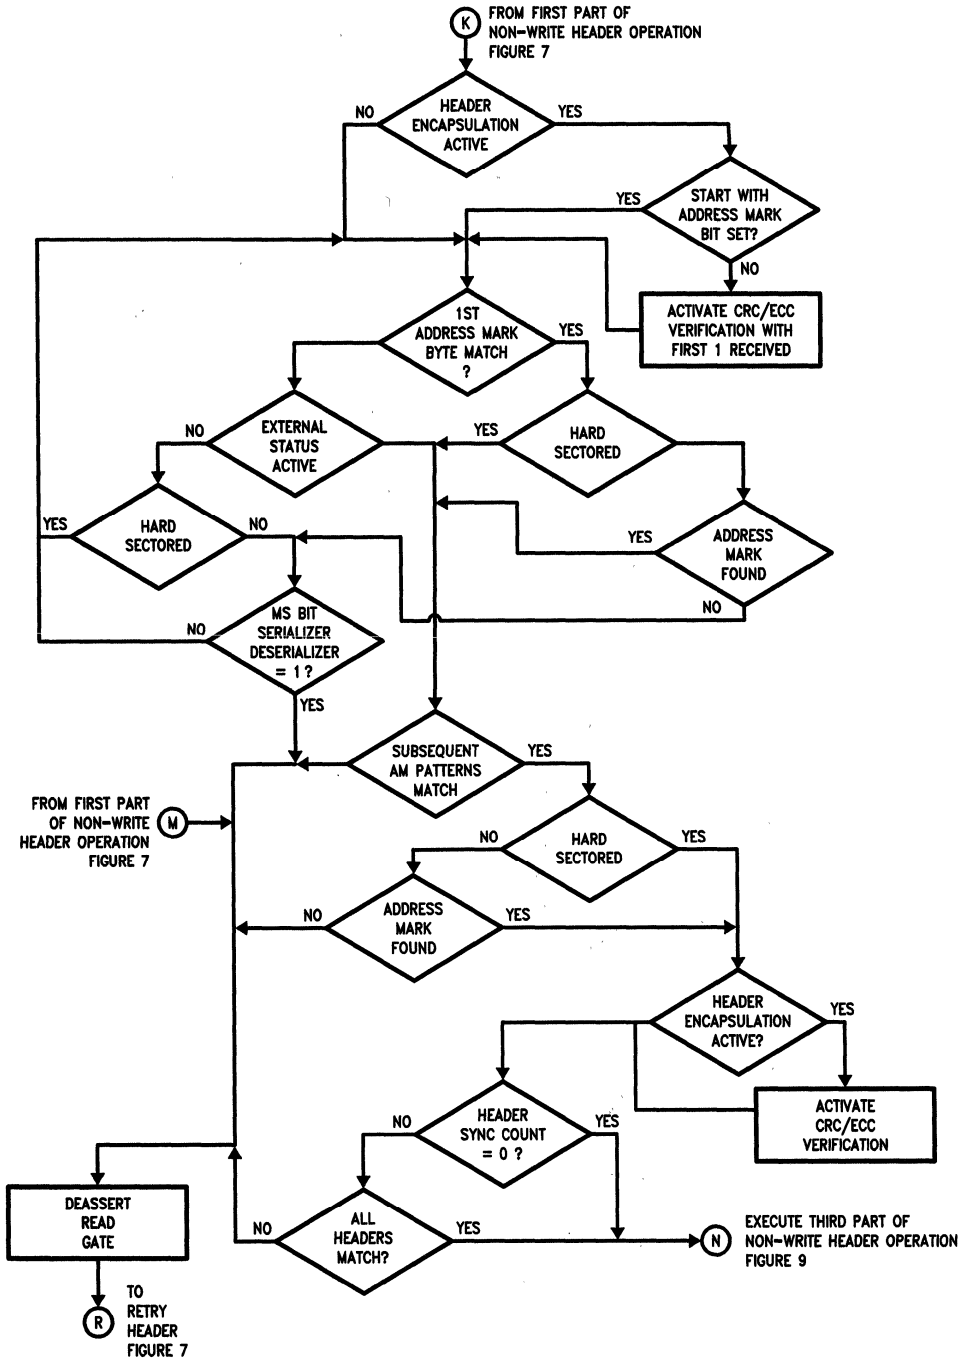 K
FROM FIRST PART OF
NON-WRITE HEADER OPERATION
FIGURE 7
HEADER
ENCAPSULATION
ACTIVE
NO
YES
START WITH
ADDRESS MARK
BIT SET?
YES
NO
ACTIVATE CRC/ECC
VERIFICATION WITH
FIRST 1 RECEIVED
1ST
ADDRESS MARK
BYTE MATCH
?
YES
EXTERNAL
STATUS
ACTIVE
NO
HARD
SECTORED
YES
HARD
SECTORED
YES
NO
ADDRESS
MARK
FOUND
YES
NO
MS BIT
SERIALIZER
DESERIALIZER
= 1?
NO
YES
SUBSEQUENT
AM PATTERNS
MATCH
YES
FROM FIRST PART
OF NON-WRITE
HEADER OPERATION
FIGURE 7
M
HARD
SECTORED
NO
YES
ADDRESS
MARK
FOUND
NO
YES
HEADER
ENCAPSULATION
ACTIVE?
YES
ACTIVATE
CRC/ECC
VERIFICATION
HEADER
SYNC COUNT
= 0 ?
NO
YES
DEASSERT
READ
GATE
ALL
HEADERS
MATCH?
NO
YES
N
EXECUTE THIRD PART OF
NON-WRITE HEADER OPERATION
FIGURE 9
R
TO
RETRY
HEADER
FIGURE 7